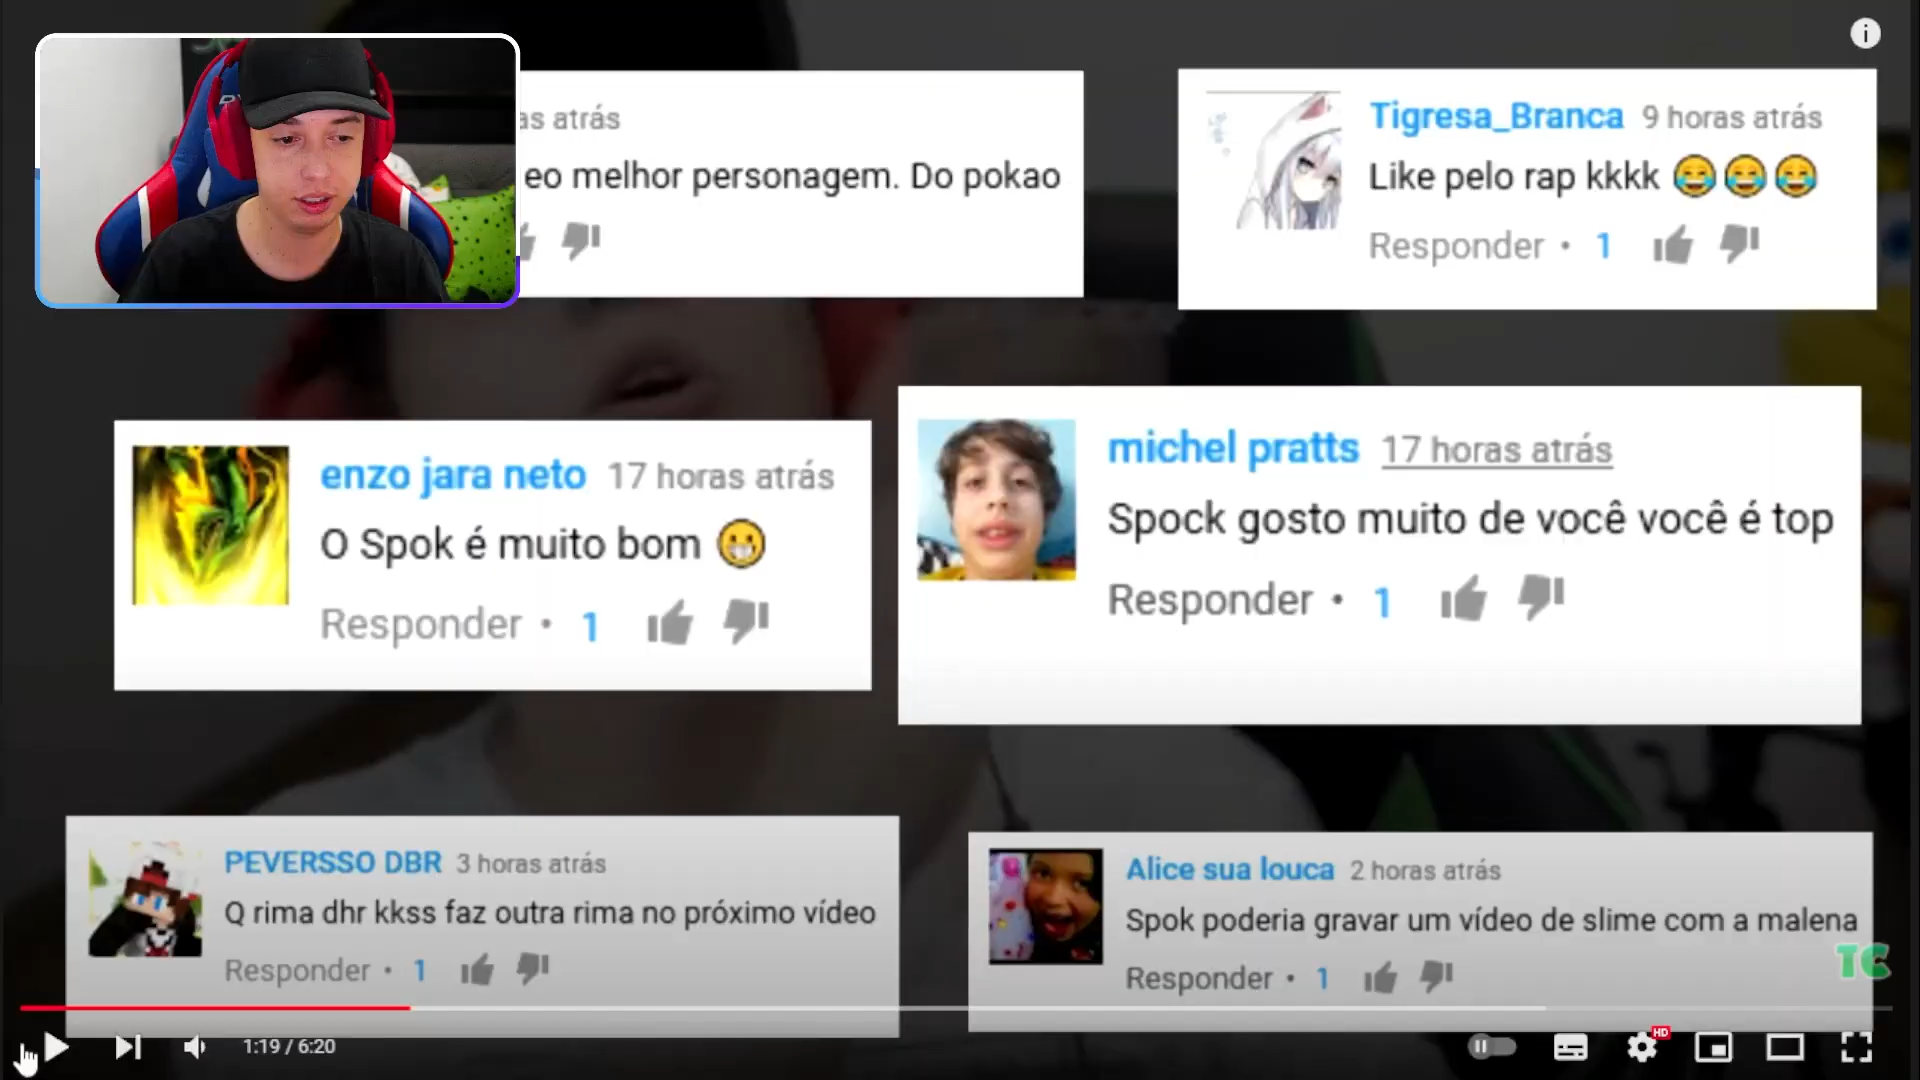 as atrás
eo melhor personagem. Do pokao
Tigresa_Branca 9 horas atrás
Like pelo rap kkkk 😂😂😂
Responder • 1
enzo jara neto 17 horas atrás
O Spok é muito bom 😀
Responder • 1
michel pratts 17 horas atrás
Spock gosto muito de você você é top
Responder • 1
PEVERSSO DBR 3 horas atrás
Q rima dhr kkss faz outra rima no próximo vídeo
Responder • 1
Alice sua louca 2 horas atrás
Spok poderia gravar um vídeo de slime com a malena
Responder • 1
TC
1:19 / 6:20
HD